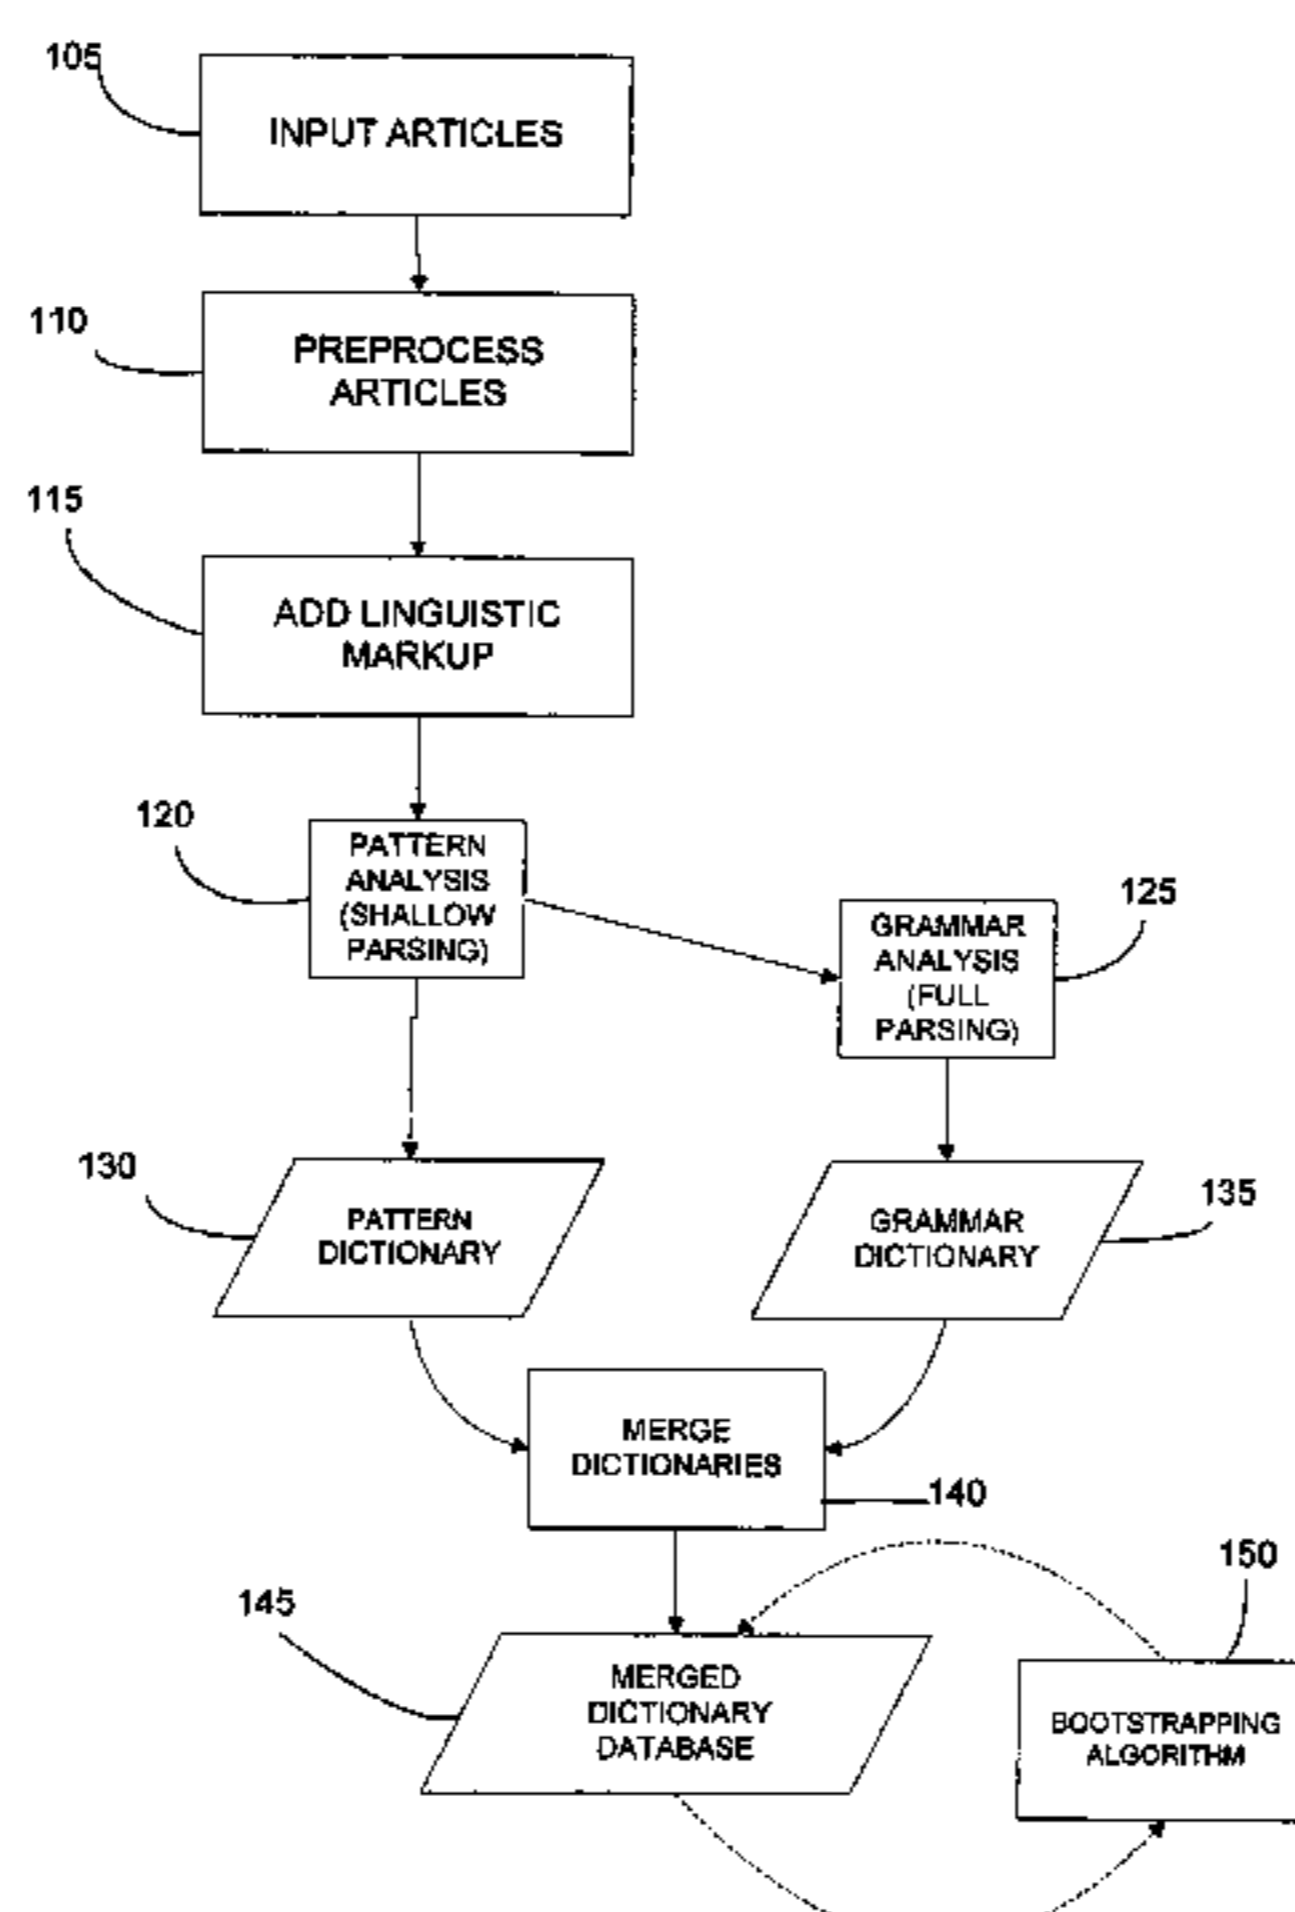 105
INPUT ARTICLES
110
PREPROCESS
ARTICLES
115
ADD LINGUISTIC
MARKUP
120
PATTERN
ANALYSIS
(SHALLOW
PARSING)
125
GRAMMAR
ANALYSIS
(FULL
PARSING)
130
PATTERN
DICTIONARY
135
GRAMMAR
DICTIONARY
MERGE
DICTIONARIES
140
150
145
MERGED
DICTIONARY
DATABASE
BOOTSTRAPPING
ALGORITHM